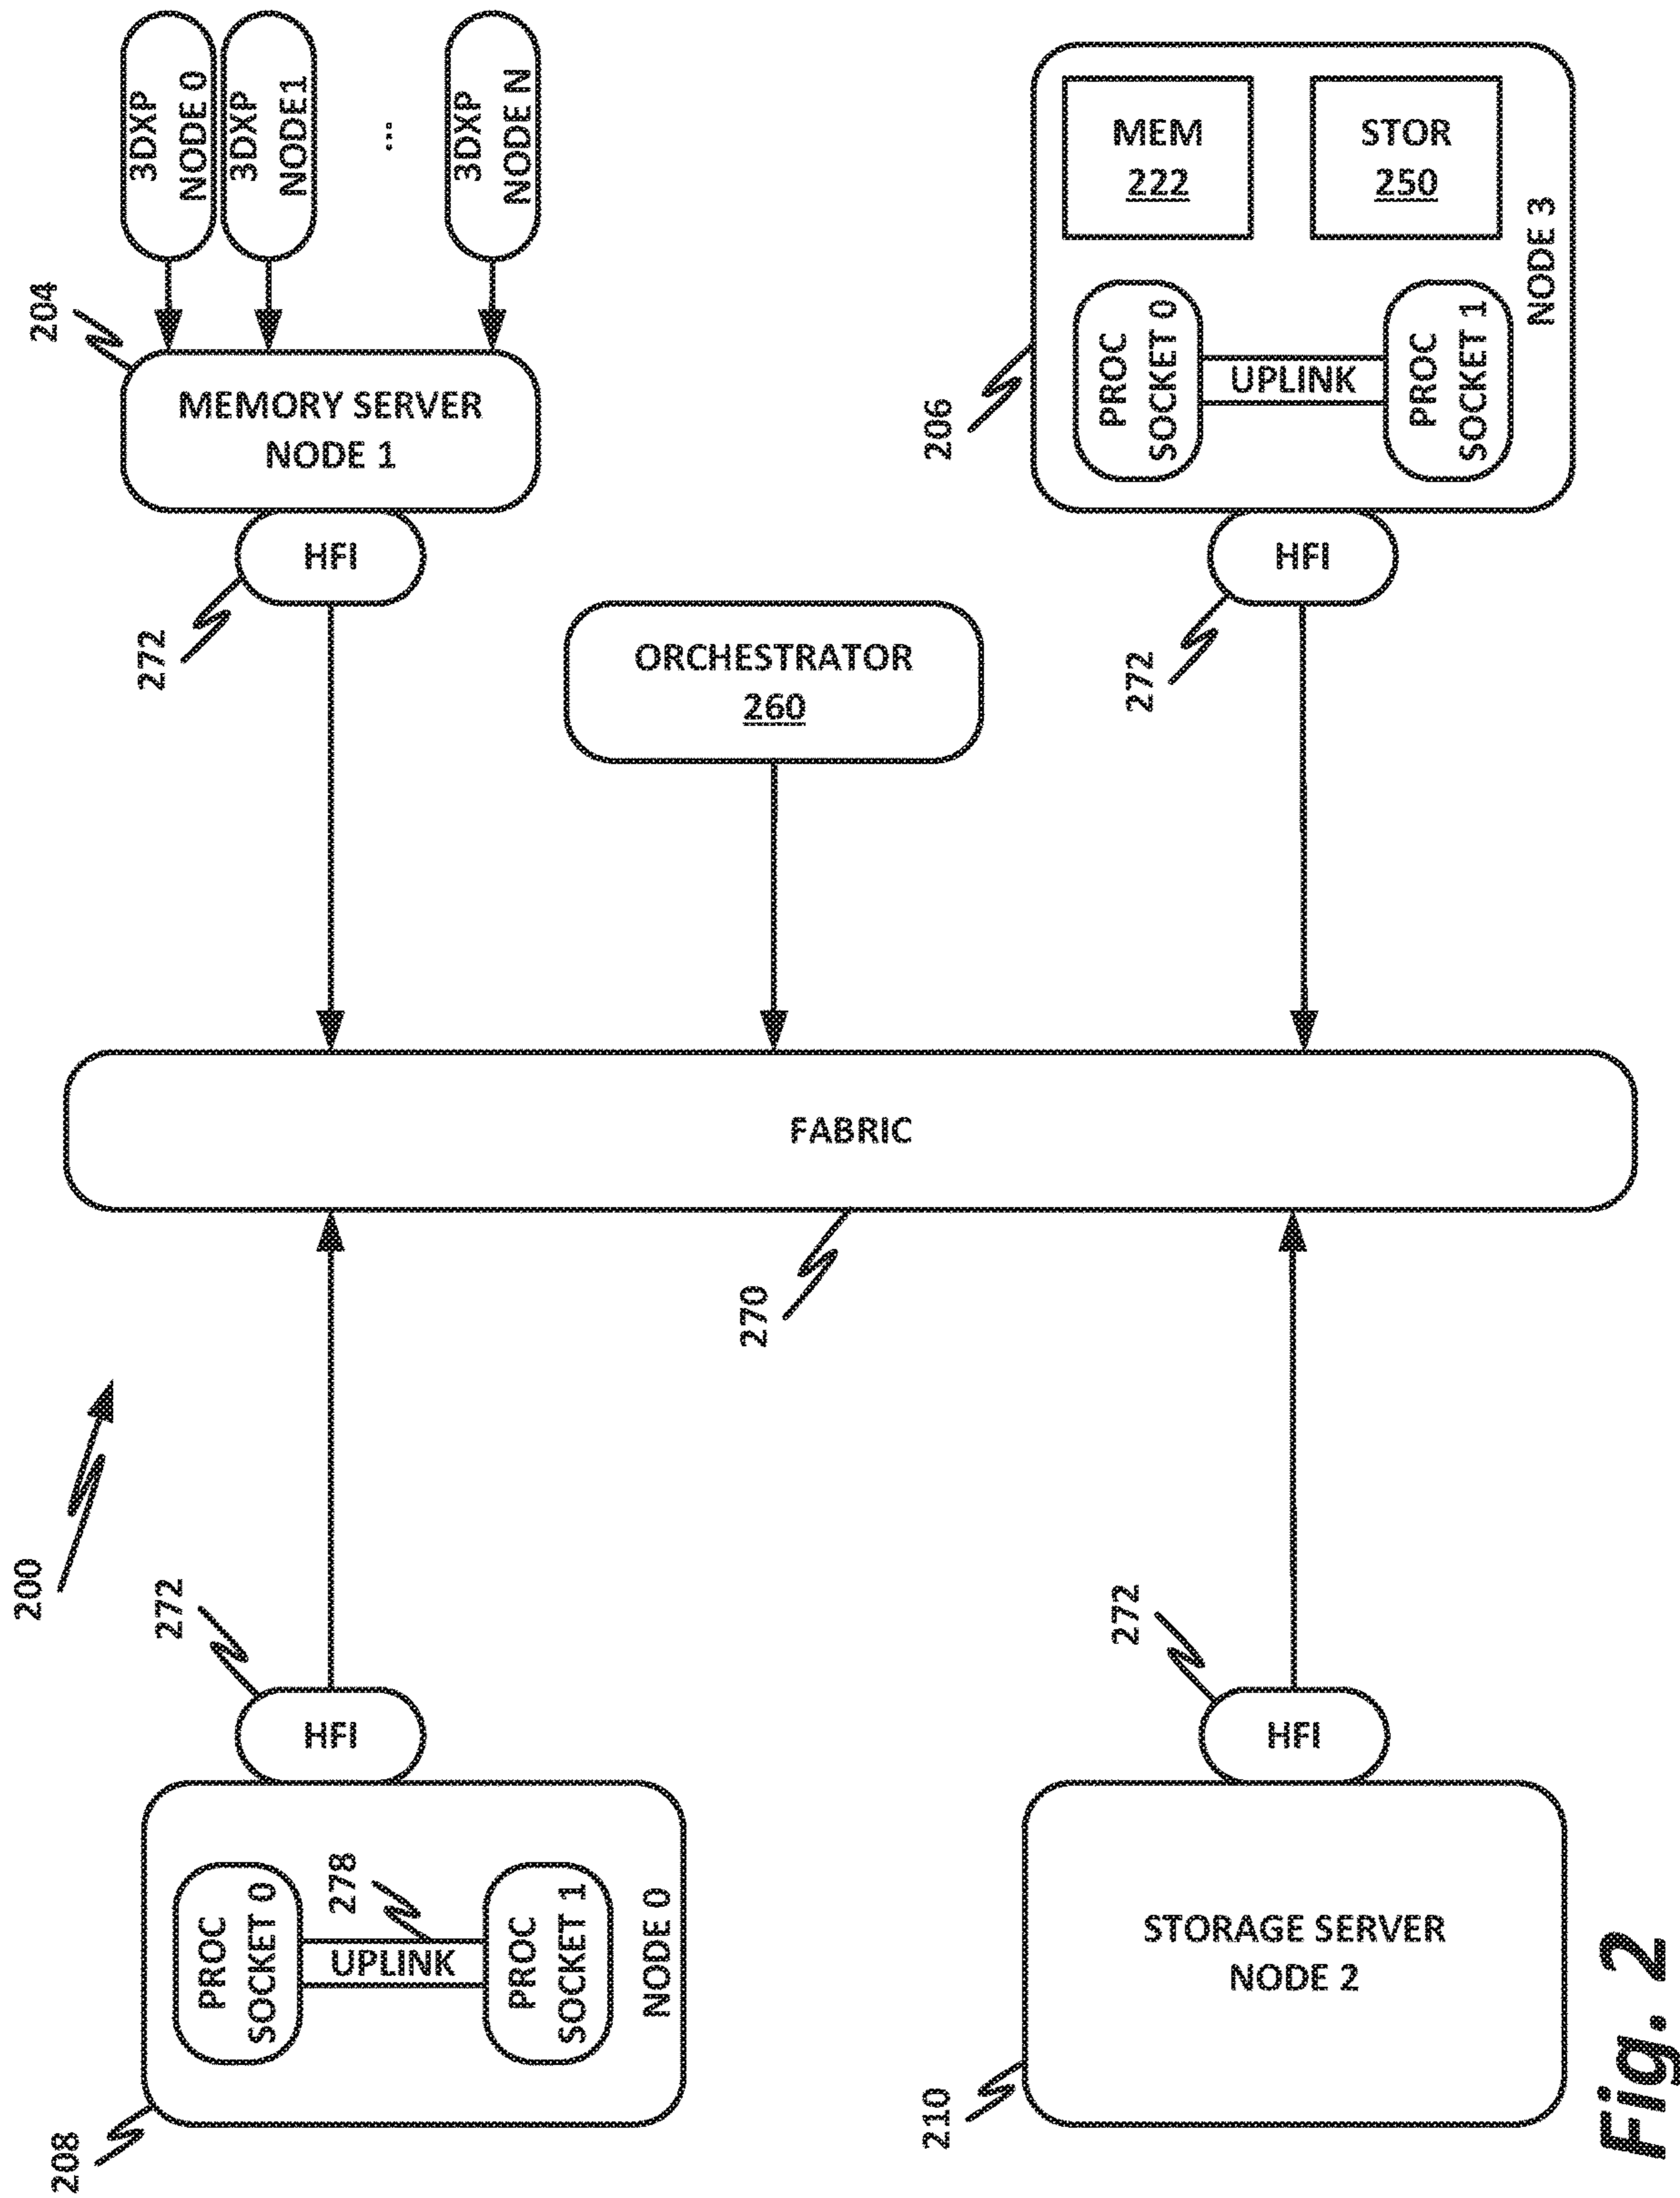 204
3DXP
NODE 0
3DXP
NODE1
...
3DXP
NODE N
MEMORY SERVER
NODE 1
HFI
272
ORCHESTRATOR
260
206
PROC
SOCKET 0
UPLINK
PROC
SOCKET 1
MEM
222
STOR
250
NODE 3
HFI
272
FABRIC
270
200
272
HFI
PROC
SOCKET 0
UPLINK
278
PROC
SOCKET 1
NODE 0
208
272
HFI
STORAGE SERVER
NODE 2
210
Fig. 2